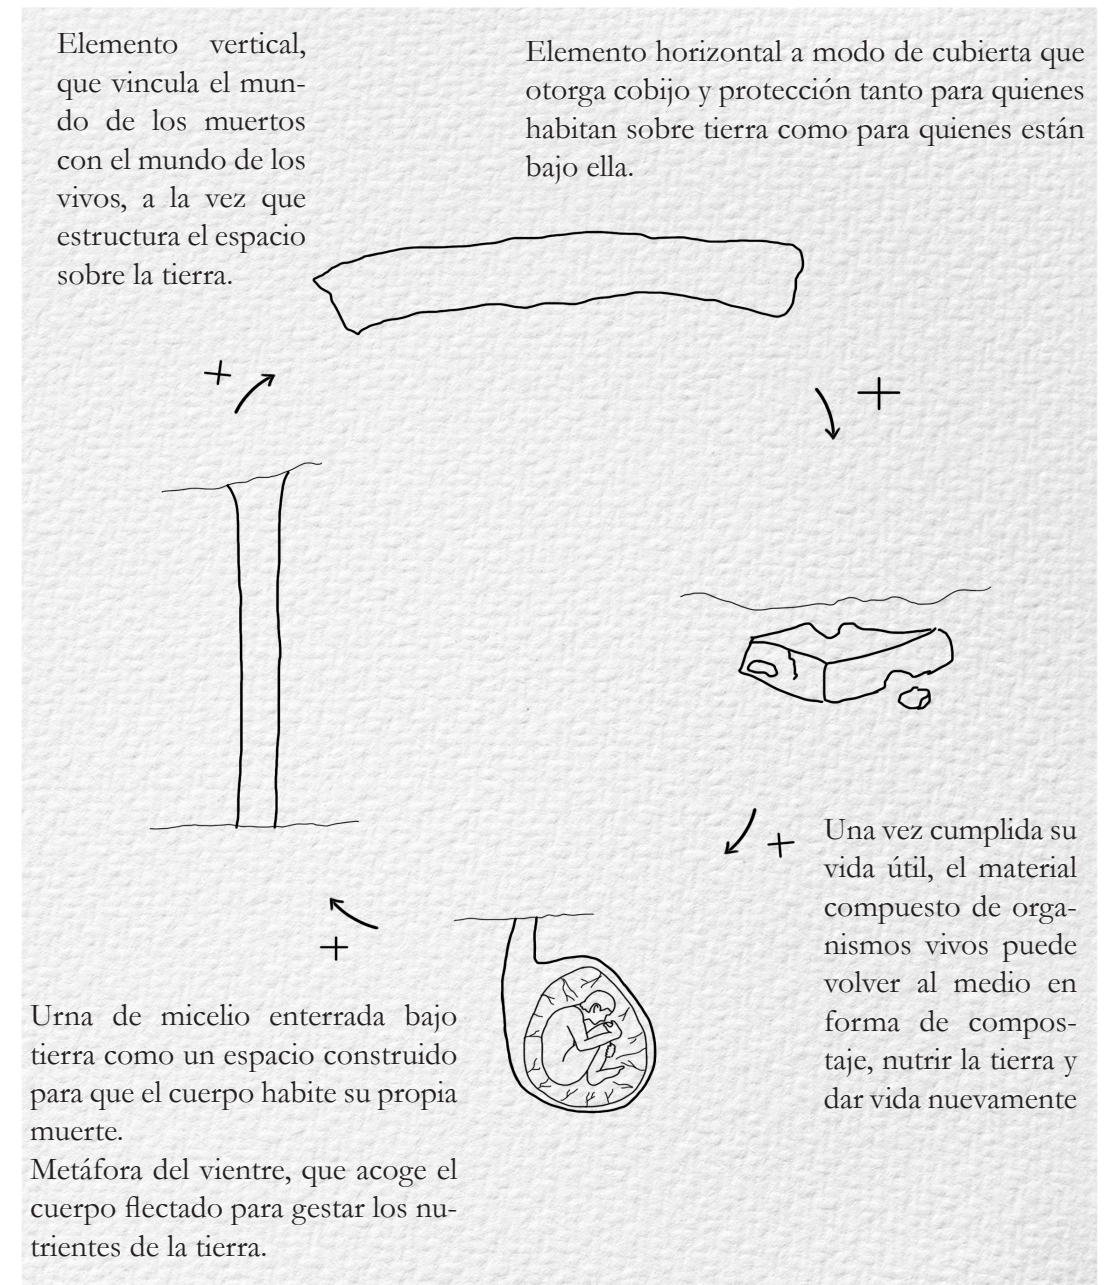 Elemento vertical,
que vincula el mun-
do de los muertos
con el mundo de los
vivos, a la vez que
estructura el espacio
sobre la tierra.
Elemento horizontal a modo de cubierta que
otorga cobijo y protección tanto para quienes
habitan sobre tierra como para quienes están
bajo ella.
Una vez cumplida su
vida útil, el material
compuesto de orga-
nismos vivos puede
volver al medio en
forma de compos-
taje, nutrir la tierra y
dar vida nuevamente
Urna de micelio enterrada bajo
tierra como un espacio construido
para que el cuerpo habite su propia
muerte.
Metáfora del vientre, que acoge el
cuerpo flectado para gestar los nu-
trientes de la tierra.